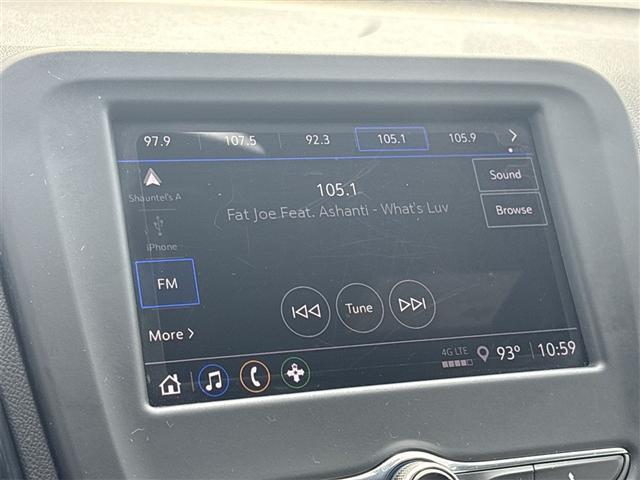 97.9 107.5 92.3 105.1 105.9 >
Shauntel's A
105.1
Sound
Fat Joe Feat. Ashanti - What's Luv
Browse
iPhone
FM
Tune
More >
4G LTE 93° 10:59